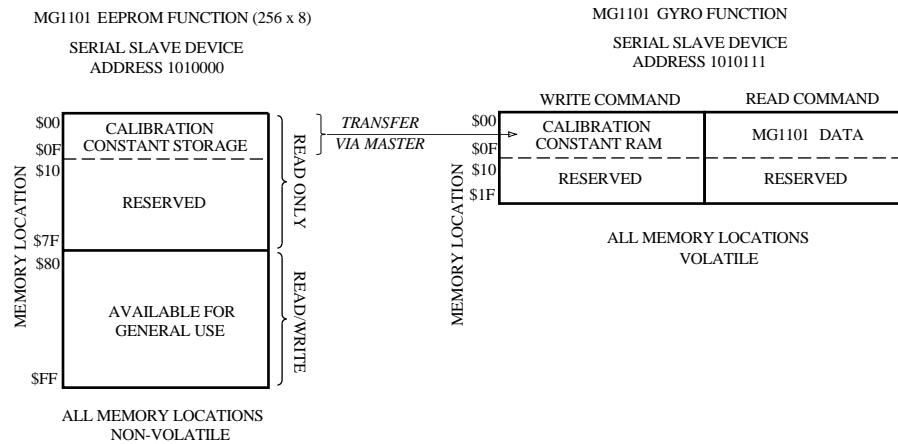 MG1101 EEPROM FUNCTION (256 x 8)
SERIAL SLAVE DEVICE
ADDRESS 1010000
$00
CALIBRATION
CONSTANT STORAGE
$0F
$10
RESERVED
$7F
$80
AVAILABLE FOR
GENERAL USE
$FF
MEMORY LOCATION
READ ONLY
READ/WRITE
ALL MEMORY LOCATIONS
NON-VOLATILE
TRANSFER
VIA MASTER
MG1101 GYRO FUNCTION
SERIAL SLAVE DEVICE
ADDRESS 1010111
WRITE COMMAND
READ COMMAND
$00
CALIBRATION
CONSTANT RAM
MG1101 DATA
$0F
$10
RESERVED
RESERVED
$1F
MEMORY LOCATION
ALL MEMORY LOCATIONS
VOLATILE